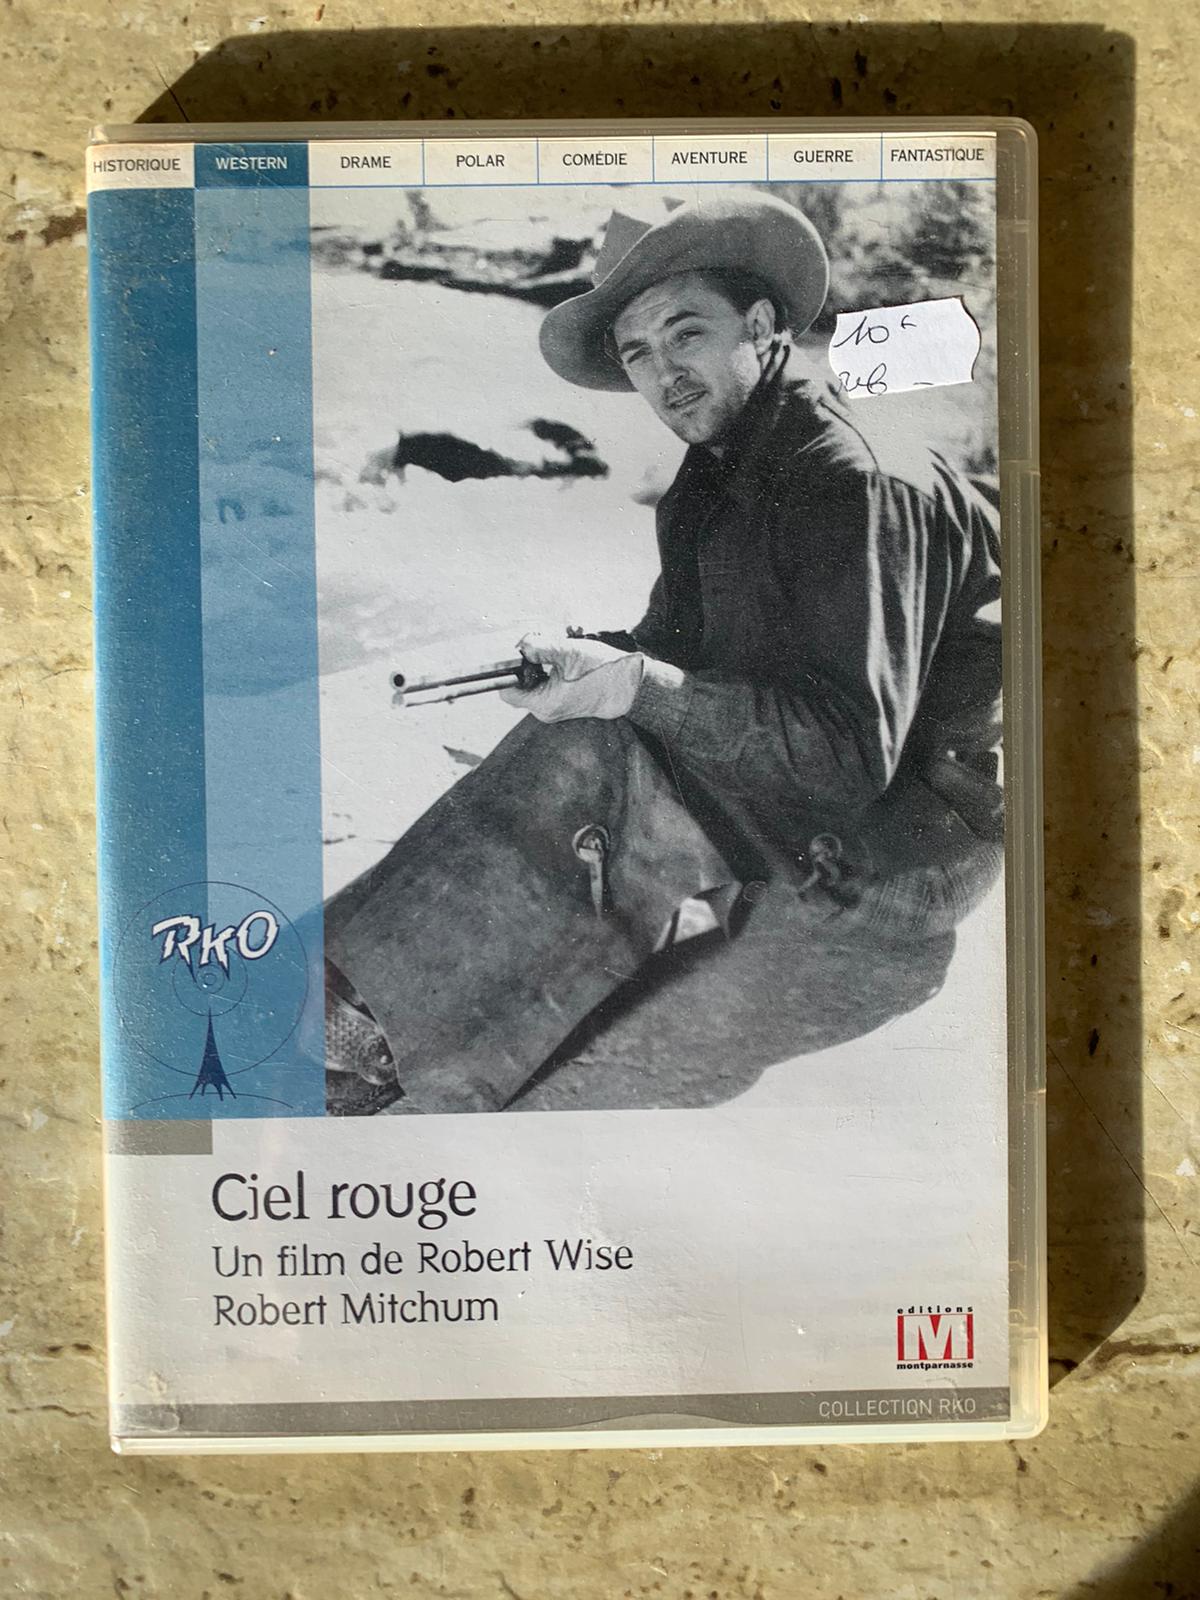 HISTORIQUE WESTERN DRAME POLAR COMÉDIE AVENTURE GUERRE FANTASTIQUE
10€
RKO
Ciel rouge
Un film de Robert Wise
Robert Mitchum
editions
M
montparnasse
COLLECTION RKO